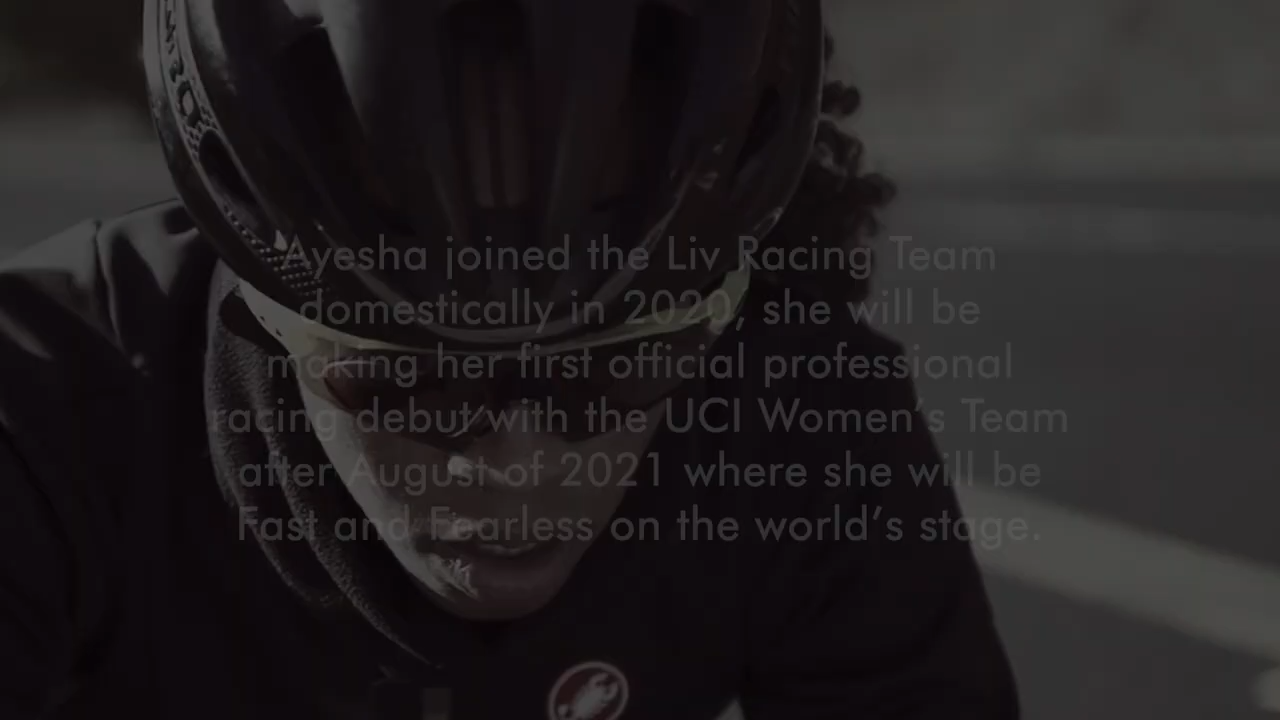 Ayesha joined the Liv Racing Team
domestically in 2020, she will be
making her first official professional
racing debut with the UCI Women's Team
after August of 2021 where she will be
Fast and Fearless on the world's stage.